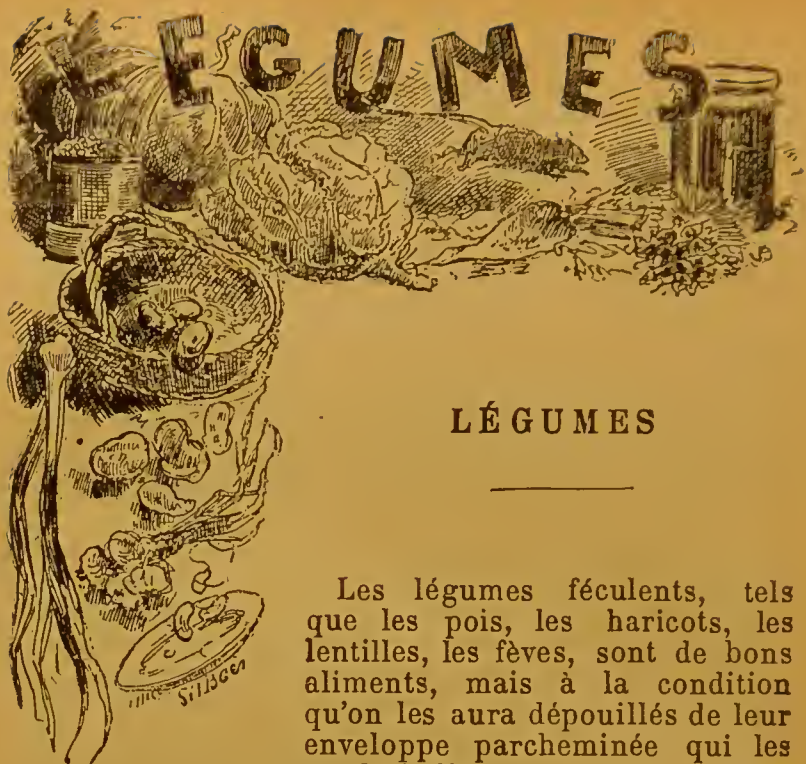 LEGUMES
LÉGUMES
Les légumes féculents, tels
que les pois, les haricots, les
lentilles, les fèves, sont de bons
aliments, mais à la condition
qu'on les aura dépouillés de leur
enveloppe parcheminée qui les